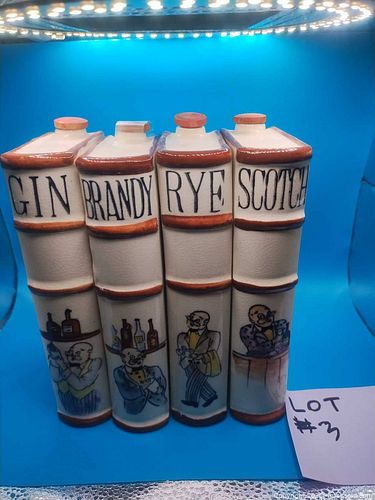 GIN
BRANDY
RYE
SCOTCH
LOT
#3